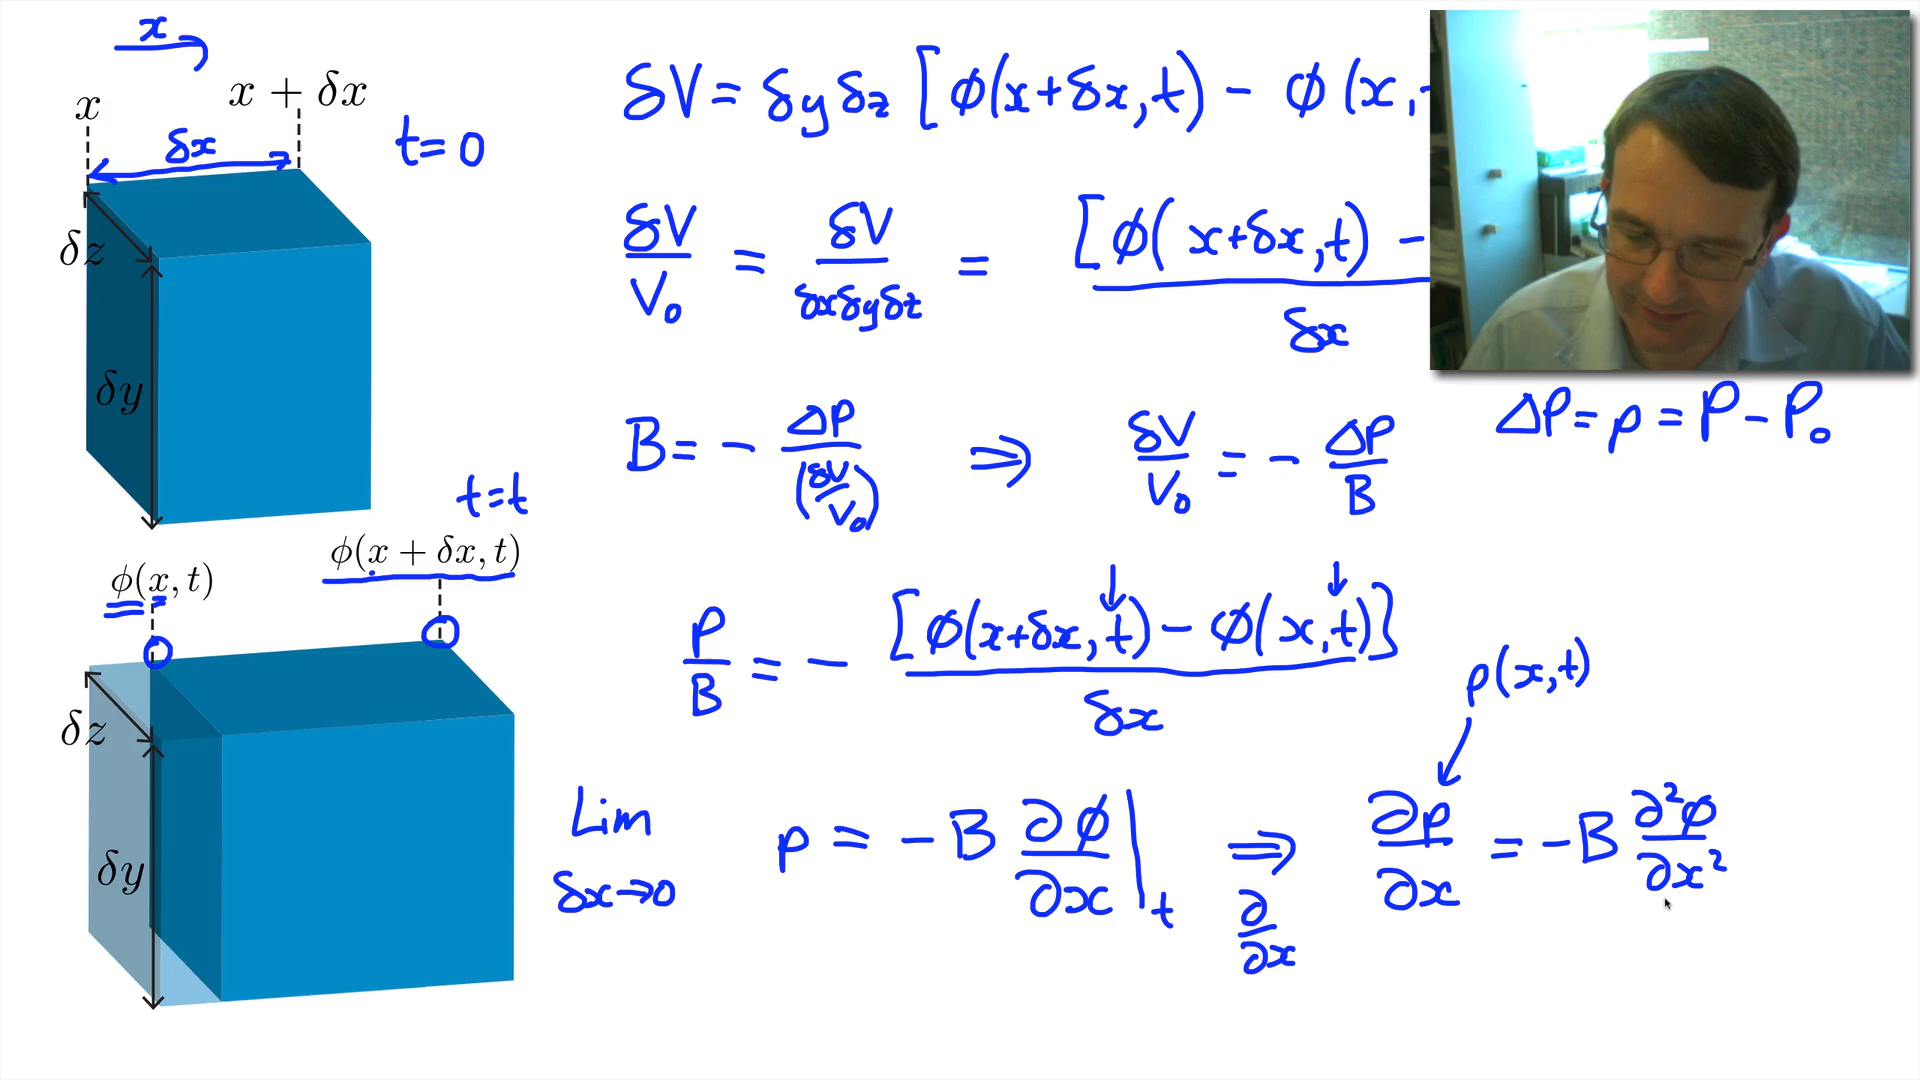 x
x x + δx
δx t=0
δz
δy
δV = δy δz [ϕ(x+δx,t) − ϕ(x,
δV/V₀ = δV/δxδyδz = [ϕ(x+δx,t) − / δx
B = − ΔP/(δV/V₀) ⇒ δV/V₀ = − ΔP/B
ΔP = p = P − P₀
t=t
ϕ(x,t) ϕ(x + δx,t)
δz
δy
p/B = − [ϕ(x+δx,t) − ϕ(x,t)]/δx
p(x,t)
Lim δx→0 p = −B ∂ϕ/∂x |t ⇒ ∂/∂x ∂p/∂x = −B ∂²ϕ/∂x²